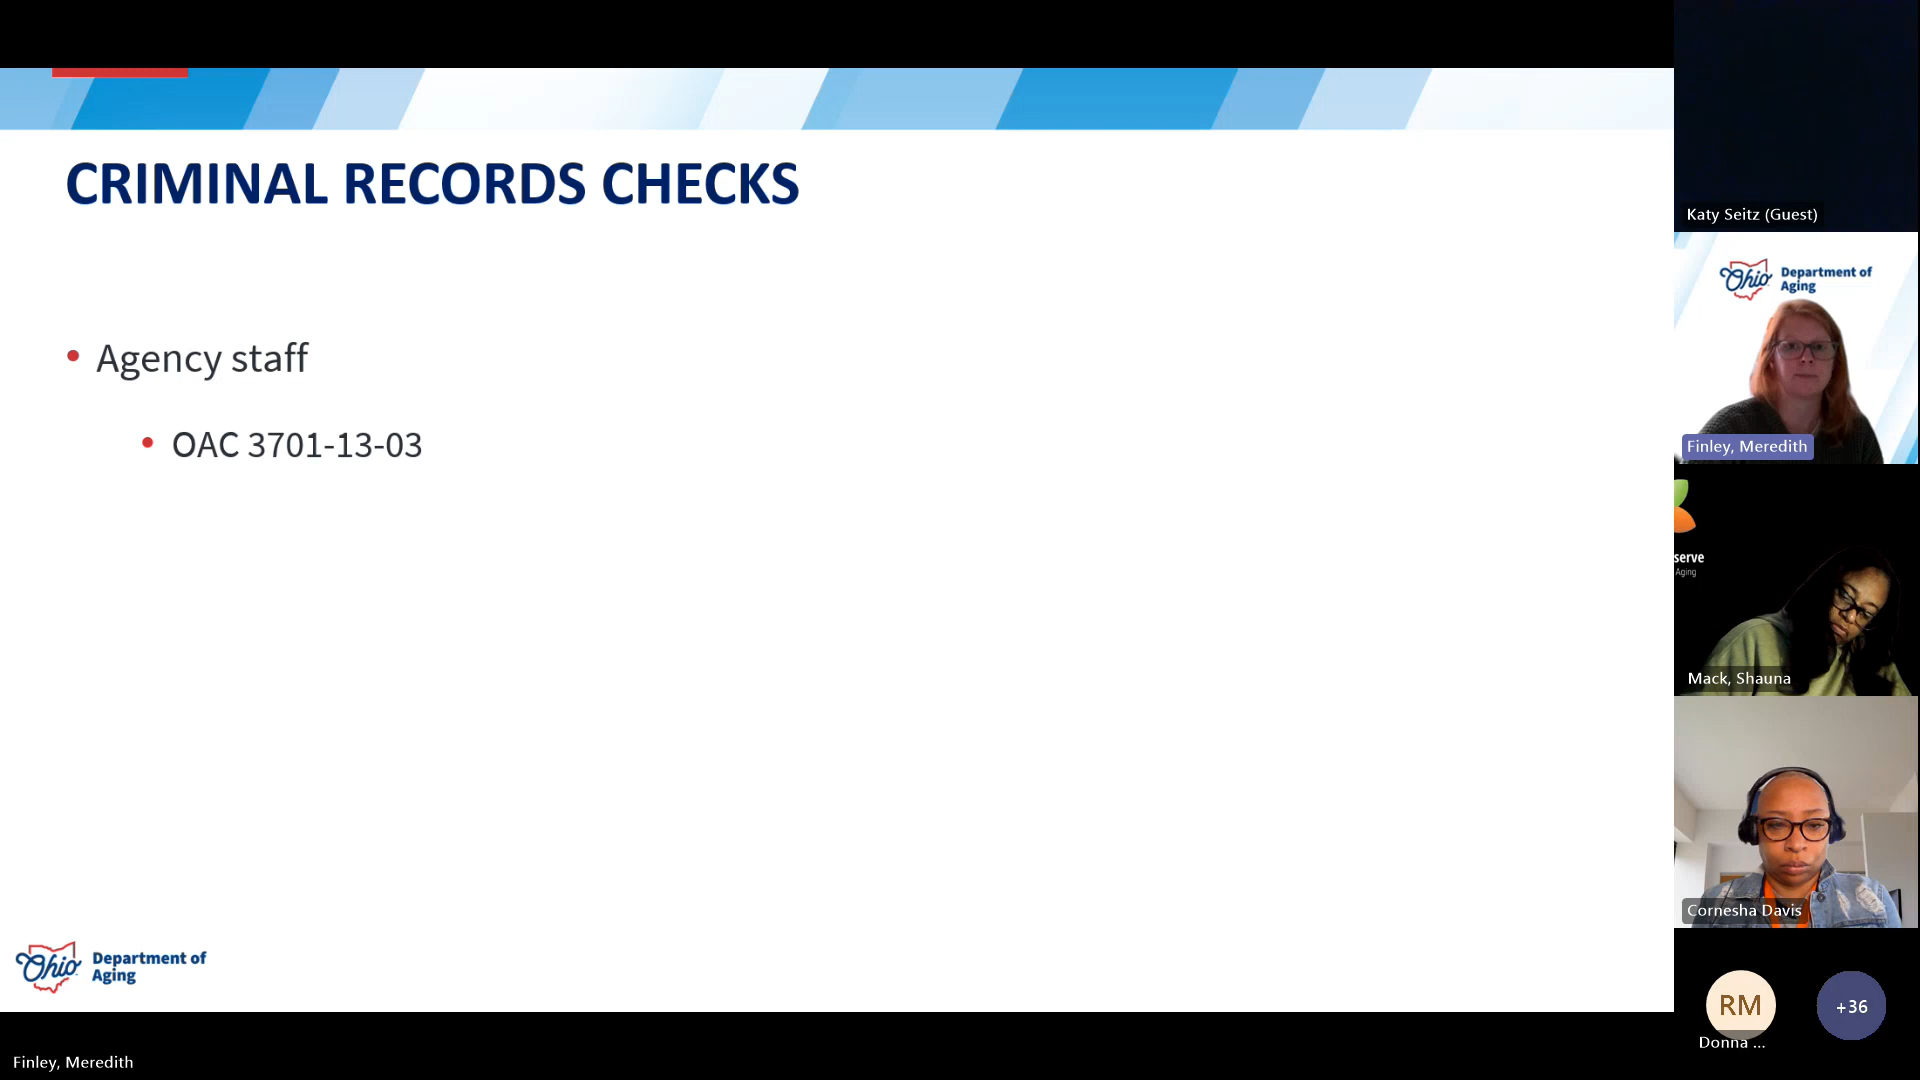 CRIMINAL RECORDS CHECKS
• Agency staff
• OAC 3701-13-03
Ohio
Department of
Aging
Finley, Meredith
Katy Seitz (Guest)
Ohio
Department of
Aging
Finley, Meredith
serve
Aging
Mack, Shauna
Cornesha Davis
RM
Donna ...
+36